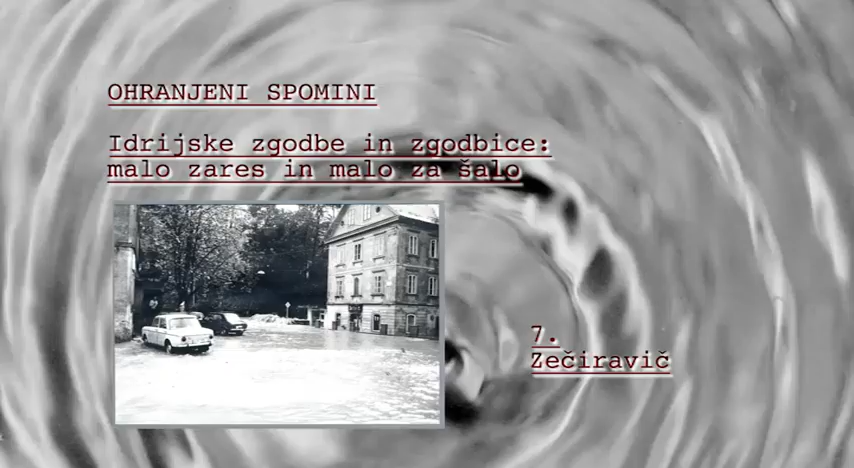 OHRANJENI SPOMINI
Idrijske zgodbe in zgodbice:
malo zares in malo za šalo
7.
Zečiravič